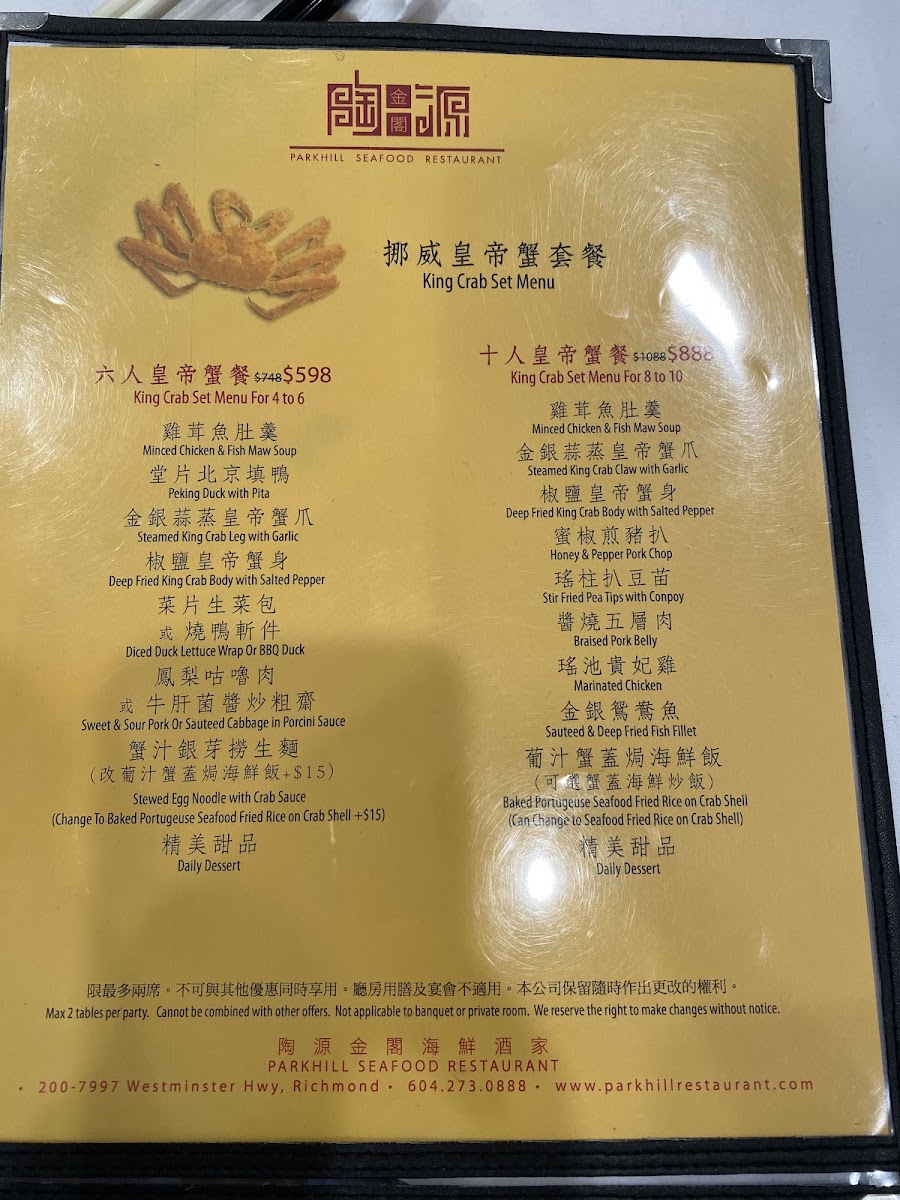 陶金閣源
PARKHILL SEAFOOD RESTAURANT
挪威皇帝蟹套餐
King Crab Set Menu
六人皇帝蟹餐 $748 $598
King Crab Set Menu For 4 to 6
雞茸魚肚羹
Minced Chicken & Fish Maw Soup
堂片北京填鴨
Peking Duck with Pita
金銀蒜蒸皇帝蟹爪
Steamed King Crab Leg with Garlic
椒鹽皇帝蟹身
Deep Fried King Crab Body with Salted Pepper
菜片生菜包
或 燒鴨斬件
Diced Duck Lettuce Wrap Or BBQ Duck
鳳梨咕嚕肉
或 牛肝菌醬炒粗齋
Sweet & Sour Pork Or Sauteed Cabbage in Porcini Sauce
蟹汁銀芽撈生麵
(改葡汁蟹蓋焗海鮮飯+$15)
Stewed Egg Noodle with Crab Sauce
(Change To Baked Portugeuse Seafood Fried Rice on Crab Shell +$15)
精美甜品
Daily Dessert
十人皇帝蟹餐 $1088 $888
King Crab Set Menu For 8 to 10
雞茸魚肚羹
Minced Chicken & Fish Maw Soup
金銀蒜蒸皇帝蟹爪
Steamed King Crab Claw with Garlic
椒鹽皇帝蟹身
Deep Fried King Crab Body with Salted Pepper
蜜椒煎豬扒
Honey & Pepper Pork Chop
瑤柱扒豆苗
Stir Fried Pea Tips with Conpoy
醬燒五層肉
Braised Pork Belly
瑤池貴妃雞
Marinated Chicken
金銀鴛鴦魚
Sauteed & Deep Fried Fish Fillet
葡汁蟹蓋焗海鮮飯
(可選蟹蓋海鮮炒飯)
Baked Portugeuse Seafood Fried Rice on Crab Shell
(Can Change to Seafood Fried Rice on Crab Shell)
精美甜品
Daily Dessert
限最多兩席。不可與其他優惠同時享用。廳房用膳及宴會不適用。本公司保留隨時作出更改的權利。
Max 2 tables per party. Cannot be combined with other offers. Not applicable to banquet or private room. We reserve the right to make changes without notice.
陶源金閣海鮮酒家
PARKHILL SEAFOOD RESTAURANT
• 200-7997 Westminster Hwy, Richmond • 604.273.0888 • www.parkhillrestaurant.com